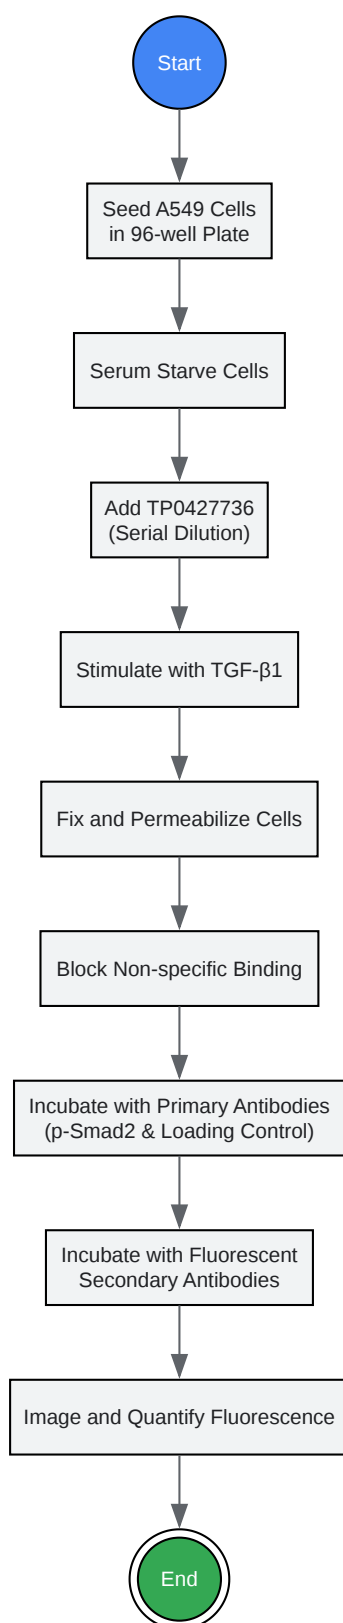 Start
Seed A549 Cells
in 96-well Plate
Serum Starve Cells
Add TP0427736
(Serial Dilution)
Stimulate with TGF-β1
Fix and Permeabilize Cells
Block Non-specific Binding
Incubate with Primary Antibodies
(p-Smad2 & Loading Control)
Incubate with Fluorescent
Secondary Antibodies
Image and Quantify Fluorescence
End